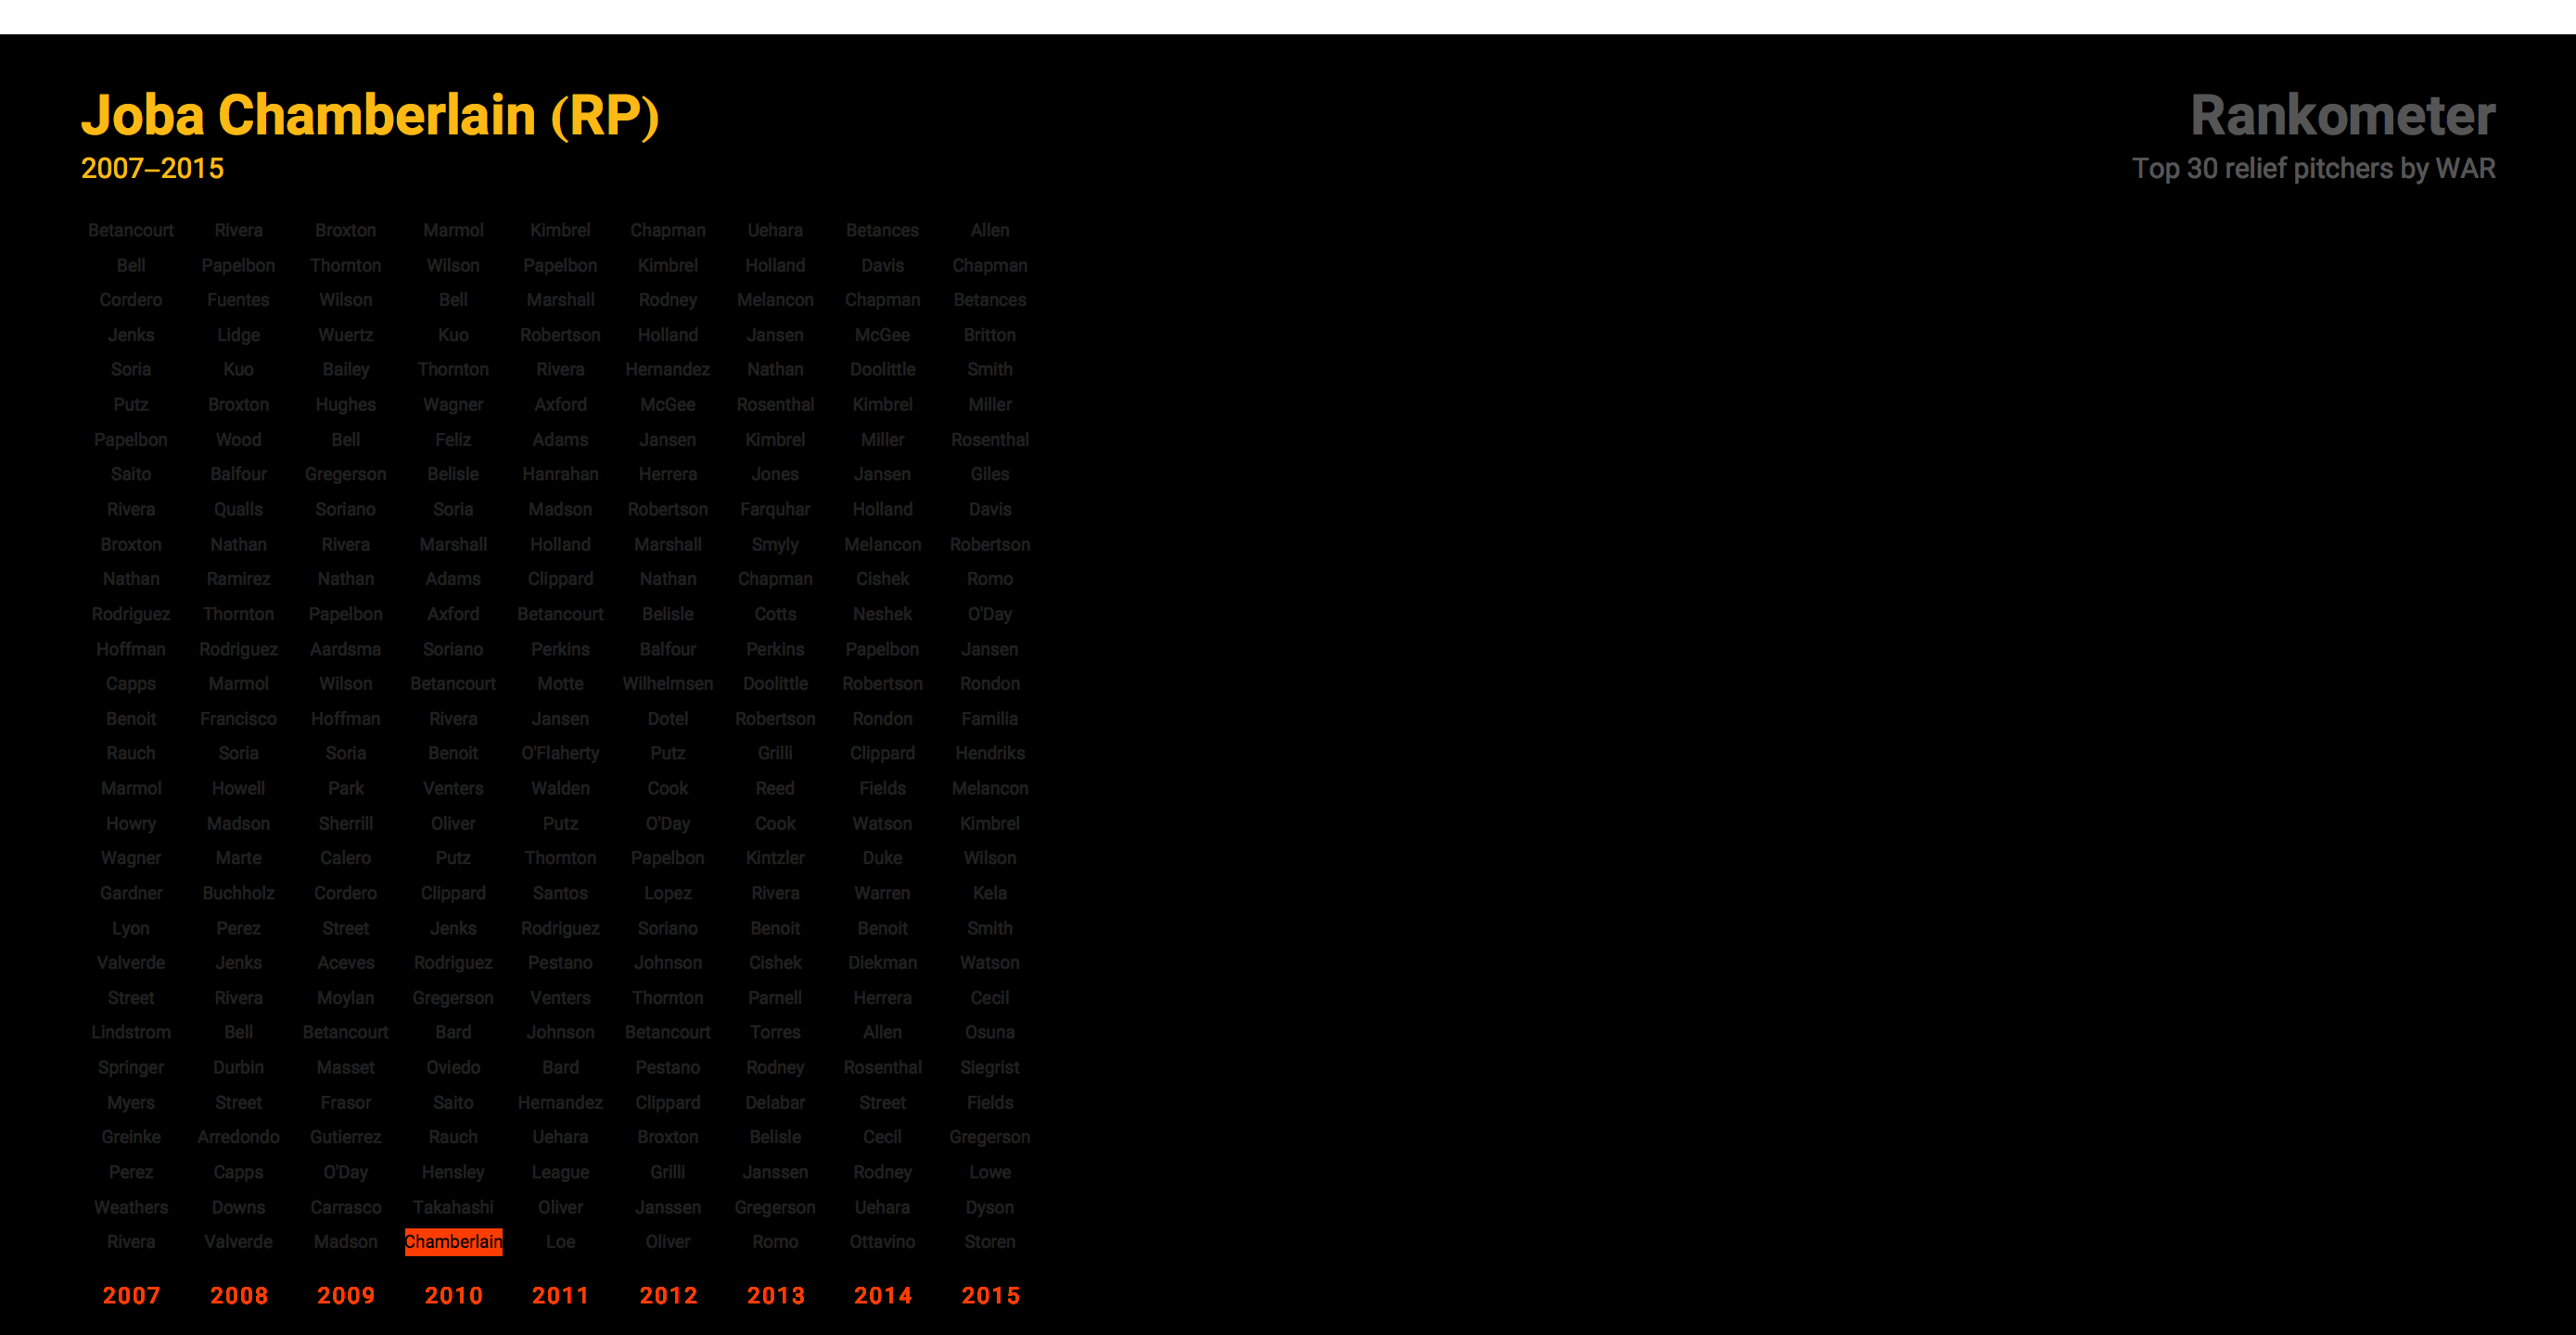 Joba Chamberlain (RP)
2007–2015
Rankometer
Top 30 relief pitchers by WAR
Betancourt Rivera Broxton Marmol Kimbrel Chapman Uehara Betances Allen
Bell Papelbon Thornton Wilson Papelbon Kimbrel Holland Davis Chapman
Cordero Fuentes Wilson Bell Marshall Rodney Melancon Chapman Betances
Jenks Lidge Wuertz Kuo Robertson Holland Jansen McGee Britton
Soria Kuo Bailey Thornton Rivera Hernandez Nathan Doolittle Smith
Putz Broxton Hughes Wagner Axford McGee Rosenthal Kimbrel Miller
Papelbon Wood Bell Feliz Adams Jansen Kimbrel Miller Rosenthal
Saito Balfour Gregerson Belisle Hanrahan Herrera Jones Jansen Giles
Rivera Qualls Soriano Soria Madson Robertson Farquhar Holland Davis
Broxton Nathan Rivera Marshall Holland Marshall Smyly Melancon Robertson
Nathan Ramirez Nathan Adams Clippard Nathan Chapman Cishek Romo
Rodriguez Thornton Papelbon Axford Betancourt Belisle Cotts Neshek O'Day
Hoffman Rodriguez Aardsma Soriano Perkins Balfour Perkins Papelbon Jansen
Capps Marmol Wilson Betancourt Motte Wilhelmsen Doolittle Robertson Rondon
Benoit Francisco Hoffman Rivera Jansen Dotel Robertson Rondon Familia
Rauch Soria Soria Benoit O'Flaherty Putz Grilli Clippard Hendriks
Marmol Howell Park Venters Walden Cook Reed Fields Melancon
Howry Madson Sherrill Oliver Putz O'Day Cook Watson Kimbrel
Wagner Marte Calero Putz Thornton Papelbon Kintzler Duke Wilson
Gardner Buchholz Cordero Clippard Santos Lopez Rivera Warren Kela
Lyon Perez Street Jenks Rodriguez Soriano Benoit Benoit Smith
Valverde Jenks Aceves Rodriguez Pestano Johnson Cishek Diekman Watson
Street Rivera Moylan Gregerson Venters Thornton Parnell Herrera Cecil
Lindstrom Bell Betancourt Bard Johnson Betancourt Torres Allen Osuna
Springer Durbin Masset Oviedo Bard Pestano Rodney Rosenthal Siegrist
Myers Street Frasor Saito Hernandez Clippard Delabar Street Fields
Greinke Arredondo Gutierrez Rauch Uehara Broxton Belisle Cecil Gregerson
Perez Capps O'Day Hensley League Grilli Janssen Rodney Lowe
Weathers Downs Carrasco Takahashi Oliver Janssen Gregerson Uehara Dyson
Rivera Valverde Madson Chamberlain Loe Oliver Romo Ottavino Storen
2007 2008 2009 2010 2011 2012 2013 2014 2015